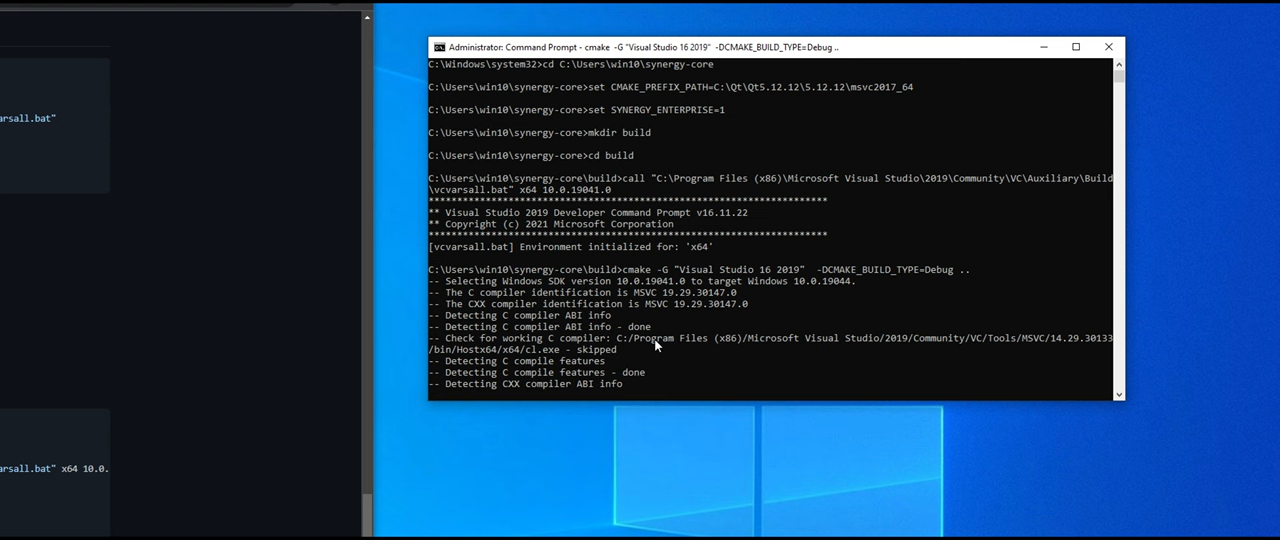 arsall.bat"
arsall.bat" x64 10.0.
Administrator: Command Prompt - cmake -G "Visual Studio 16 2019" -DCMAKE_BUILD_TYPE=Debug ..
C:\Windows\system32>cd C:\Users\win10\synergy-core
C:\Users\win10\synergy-core>set CMAKE_PREFIX_PATH=C:\Qt\Qt5.12.12\5.12.12\msvc2017_64
C:\Users\win10\synergy-core>set SYNERGY_ENTERPRISE=1
C:\Users\win10\synergy-core>mkdir build
C:\Users\win10\synergy-core>cd build
C:\Users\win10\synergy-core\build>call "C:\Program Files (x86)\Microsoft Visual Studio\2019\Community\VC\Auxiliary\Build
\vcvarsall.bat" x64 10.0.19041.0
**********************************************************************
** Visual Studio 2019 Developer Command Prompt v16.11.22
** Copyright (c) 2021 Microsoft Corporation
**********************************************************************
[vcvarsall.bat] Environment initialized for: 'x64'
C:\Users\win10\synergy-core\build>cmake -G "Visual Studio 16 2019"  -DCMAKE_BUILD_TYPE=Debug ..
-- Selecting Windows SDK version 10.0.19041.0 to target Windows 10.0.19044.
-- The C compiler identification is MSVC 19.29.30147.0
-- The CXX compiler identification is MSVC 19.29.30147.0
-- Detecting C compiler ABI info
-- Detecting C compiler ABI info - done
-- Check for working C compiler: C:/Program Files (x86)/Microsoft Visual Studio/2019/Community/VC/Tools/MSVC/14.29.30133
/bin/Hostx64/x64/cl.exe - skipped
-- Detecting C compile features
-- Detecting C compile features - done
-- Detecting CXX compiler ABI info